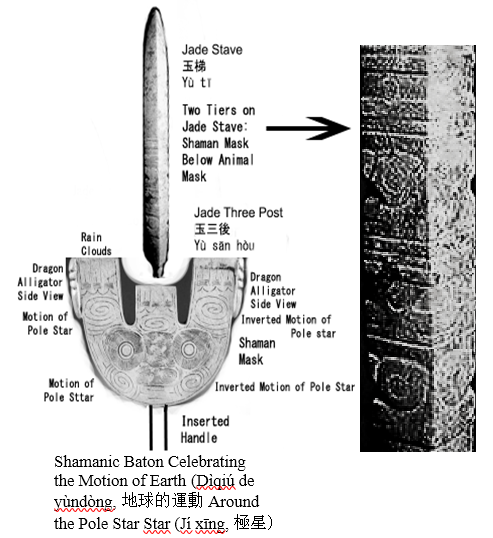 Jade Stave
玉梯
Yù tī
Two Tiers on
Jade Stave:
Shaman Mask
Below Animal
Mask
Jade Three Post
玉三後
Yù sān hòu
Rain
Clouds
Dragon
Alligator
Side View
Motion of
Pole Star
Motion of
Pole Sttar
Dragon
Alligator
Side View
Inverted Motion of
Pole star
Shaman
Mask
Inverted Motion of Pole Star
Inserted
Handle
Shamanic Baton Celebrating
the Motion of Earth (Dìqiú de
yùndòng, 地球的運動 Around
the Pole Star Star (Jí xīng, 極星)